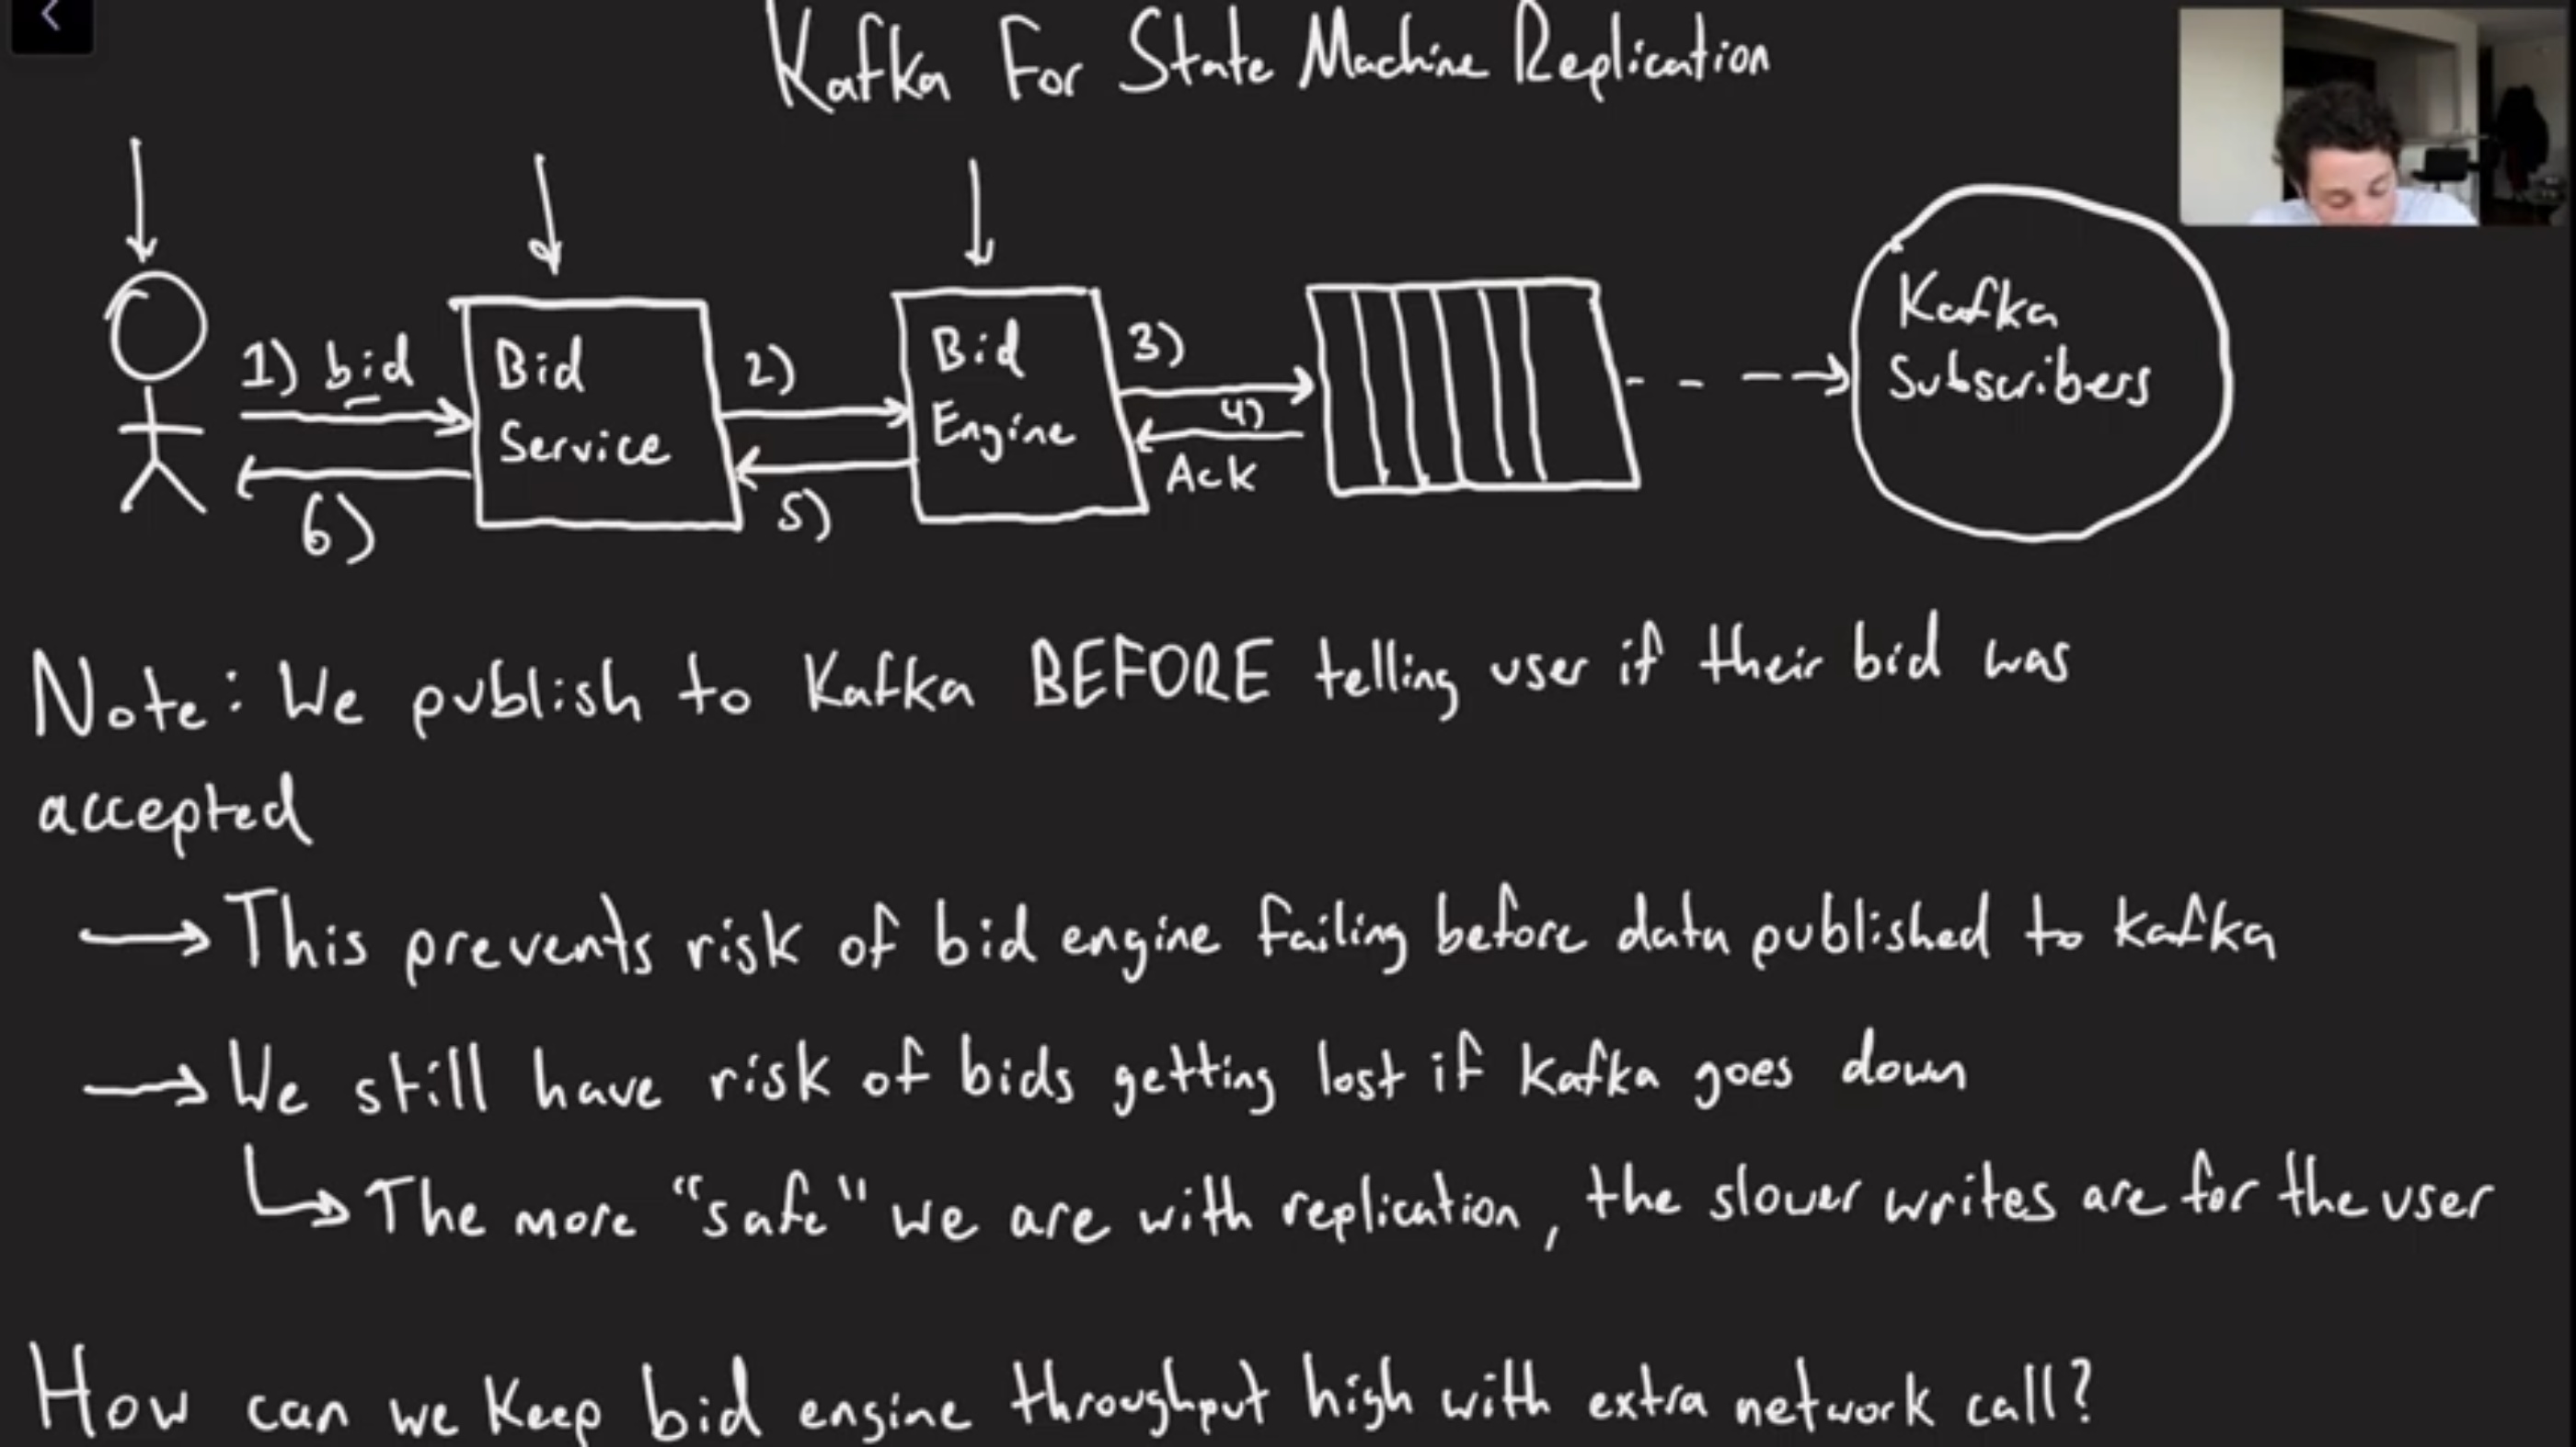 Kafka For State Machine Replication
1) bid
6)
Bid
Service
2)
5)
Bid
Engine
3)
4)
Ack
Kafka
Subscribers
Note: We publish to Kafka BEFORE telling user if their bid was
accepted
→ This prevents risk of bid engine failing before data published to Kafka
→ We still have risk of bids getting lost if Kafka goes down
↳ The more "safe" we are with replication, the slower writes are for the user
How can we keep bid engine throughput high with extra network call?